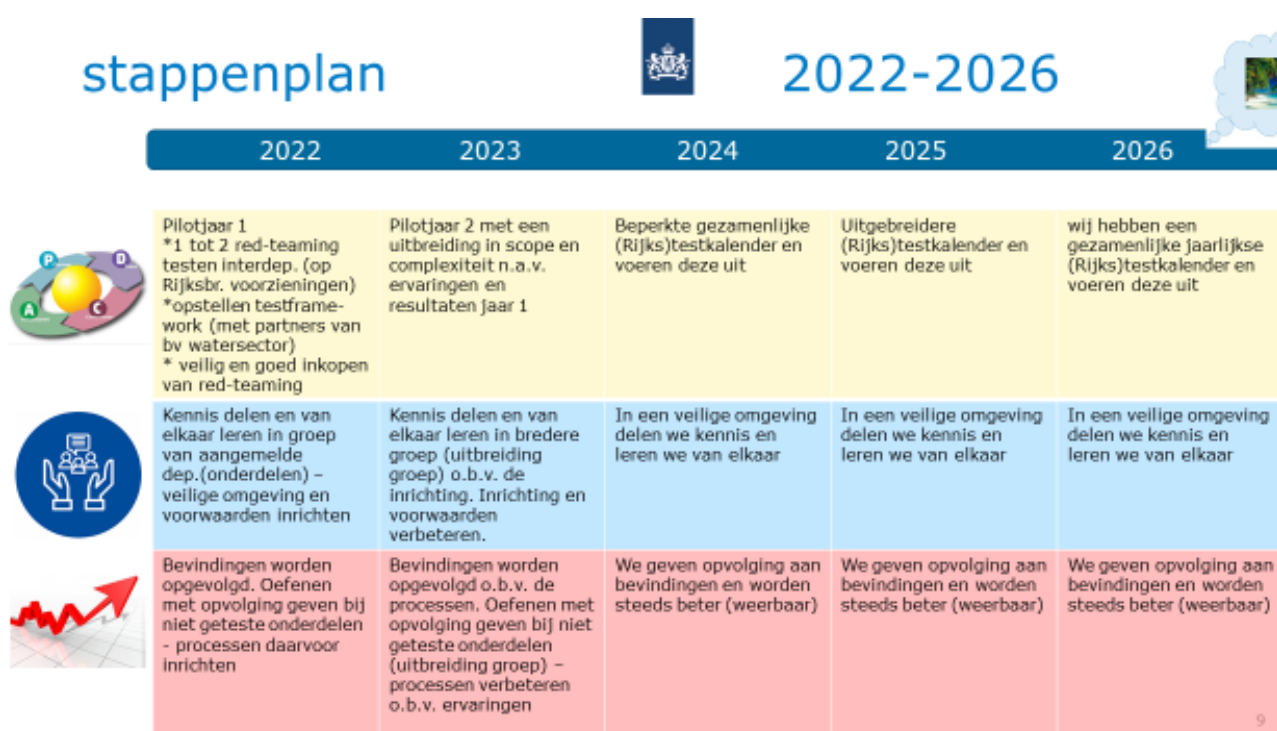 stappenplan
2022-2026
2022
2023
2024
2025
2026
P
D
A
C
Pilotjaar 1
*1 tot 2 red-teaming
testen interdep. (op
Rijksbr. voorzieningen)
*opstellen testframe-
work (met partners van
bv watersector)
* veilig en goed inkopen
van red-teaming
Pilotjaar 2 met een
uitbreiding in scope en
complexiteit n.a.v.
ervaringen en
resultaten jaar 1
Beperkte gezamenlijke
(Rijks)testkalender en
voeren deze uit
Uitgebreidere
(Rijks)testkalender en
voeren deze uit
wij hebben een
gezamenlijke jaarlijkse
(Rijks)testkalender en
voeren deze uit
Kennis delen en van
elkaar leren in groep
van aangemelde
dep.(onderdelen) –
veilige omgeving en
voorwaarden inrichten
Kennis delen en van
elkaar leren in bredere
groep (uitbreiding
groep) o.b.v. de
inrichting. Inrichting en
voorwaarden
verbeteren.
In een veilige omgeving
delen we kennis en
leren we van elkaar
In een veilige omgeving
delen we kennis en
leren we van elkaar
In een veilige omgeving
delen we kennis en
leren we van elkaar
Bevindingen worden
opgevolgd. Oefenen
met opvolging geven bij
niet geteste onderdelen
- processen daarvoor
inrichten
Bevindingen worden
opgevolgd o.b.v. de
processen. Oefenen met
opvolging geven bij niet
geteste onderdelen
(uitbreiding groep) –
processen verbeteren
o.b.v. ervaringen
We geven opvolging aan
bevindingen en worden
steeds beter (weerbaar)
We geven opvolging aan
bevindingen en worden
steeds beter (weerbaar)
We geven opvolging aan
bevindingen en worden
steeds beter (weerbaar)
9